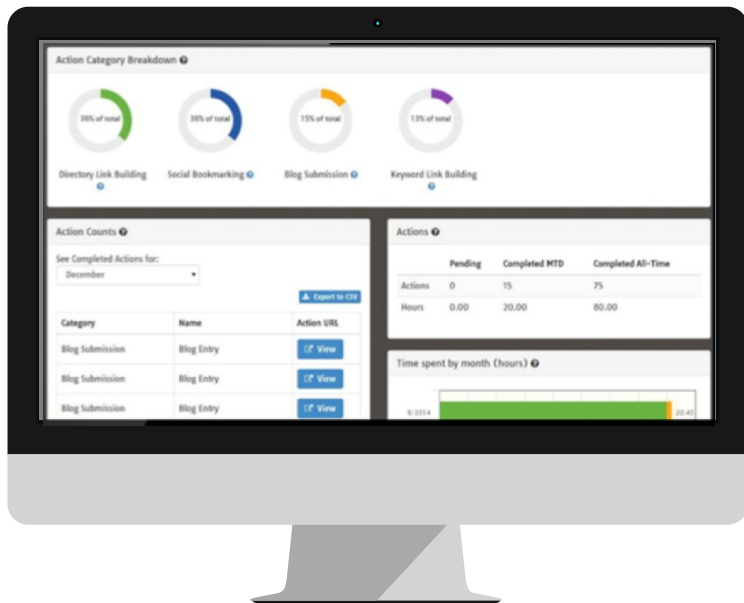 Action Category Breakdown
36% of total
36% of total
15% of total
13% of total
Directory Link Building
Social Bookmarking
Blog Submission
Keyword Link Building
Action Counts
See Completed Actions for:
December
Export to CSV
Category Name Action URL
Blog Submission Blog Entry View
Blog Submission Blog Entry View
Blog Submission Blog Entry View
Actions
Pending Completed MTD Completed All-Time
Actions 0 15 75
Hours 0.00 20.00 80.00
Time spent by month (hours)
9/2014 20.45